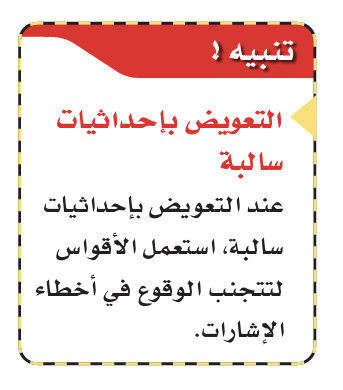 تنبيه !
التعويض بإحداثيات
سالبة
عند التعويض بإحداثيات
سالبة، استعمل الأقواس
لتتجنب الوقوع في أخطاء
الإشارات.